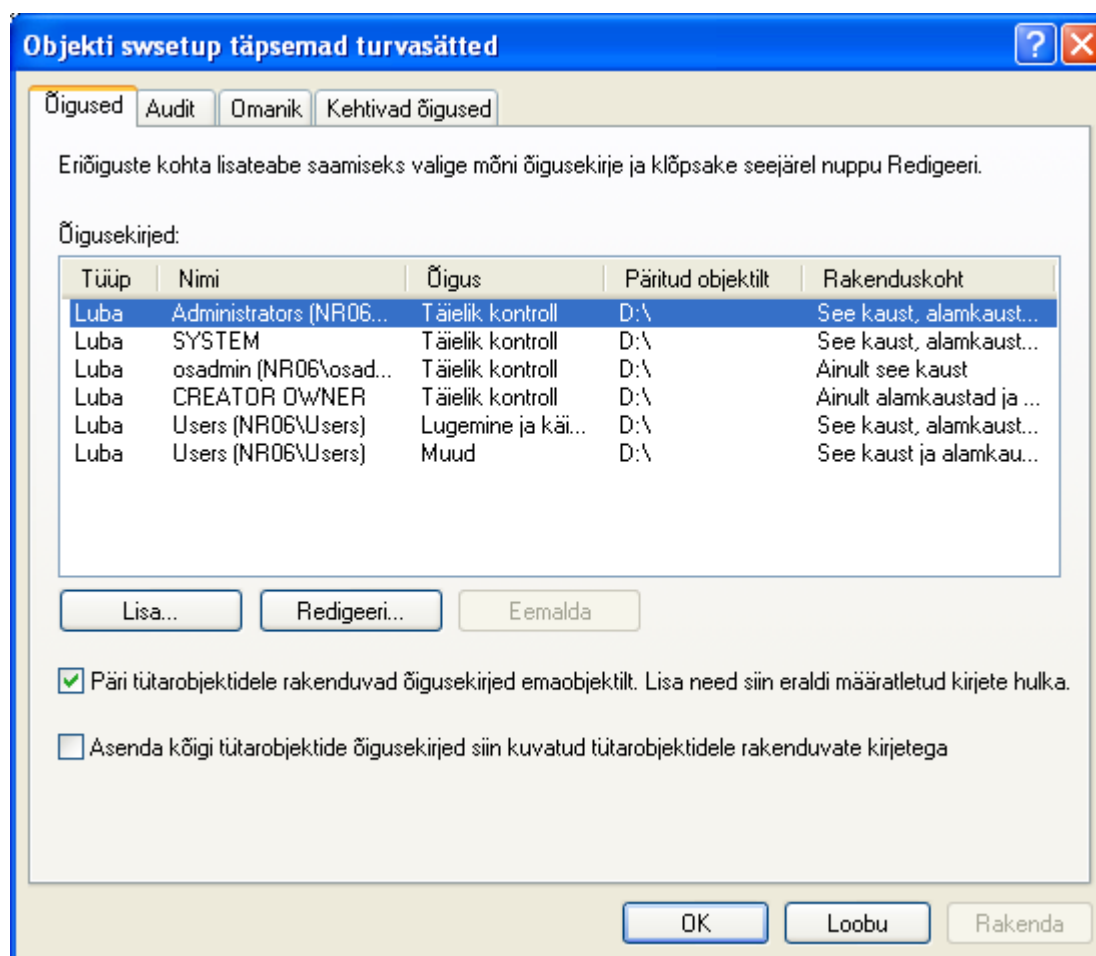 Objekti swsetup täpsemad turvasätted
Õigused Audit Omanik Kehtivad õigused
Eriõiguste kohta lisateabe saamiseks valige mõni õigusekirje ja klõpsake seejärel nuppu Redigeeri.
Õigusekirjed:
Tüüp Nimi Õigus Päritud objektilt Rakenduskoht
Luba Administrators (NR06... Täielik kontroll D:\ See kaust, alamkaust...
Luba SYSTEM Täielik kontroll D:\ See kaust, alamkaust...
Luba osadmin (NR06\osad... Täielik kontroll D:\ Ainult see kaust
Luba CREATOR OWNER Täielik kontroll D:\ Ainult alamkaustad ja ...
Luba Users (NR06\Users) Lugemine ja käi... D:\ See kaust, alamkaust...
Luba Users (NR06\Users) Muud D:\ See kaust ja alamkau...
Lisa... Redigeeri... Eemalda
Päri tütarobjektidele rakenduvad õigusekirjed emaobjektilt. Lisa need siin eraldi määratletud kirjete hulka.
Asenda kõigi tütarobjektide õigusekirjed siin kuvatud tütarobjektidele rakenduvate kirjetega
OK Loobu Rakenda